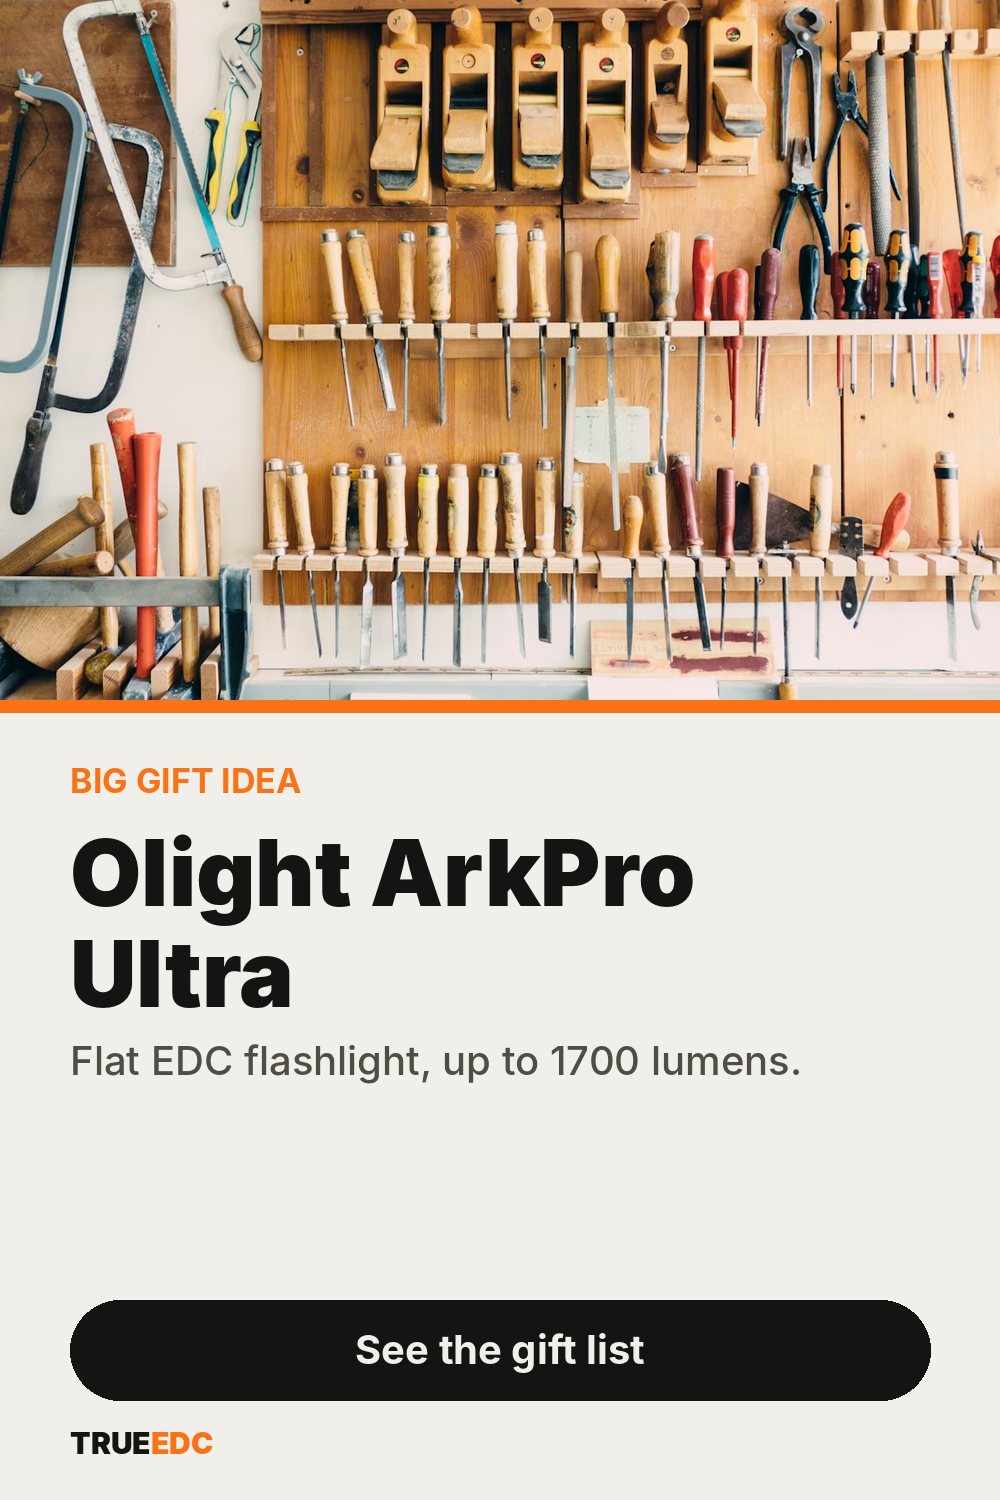 BIG GIFT IDEA
Olight ArkPro
Ultra
Flat EDC flashlight, up to 1700 lumens.
See the gift list
TRUEEDC